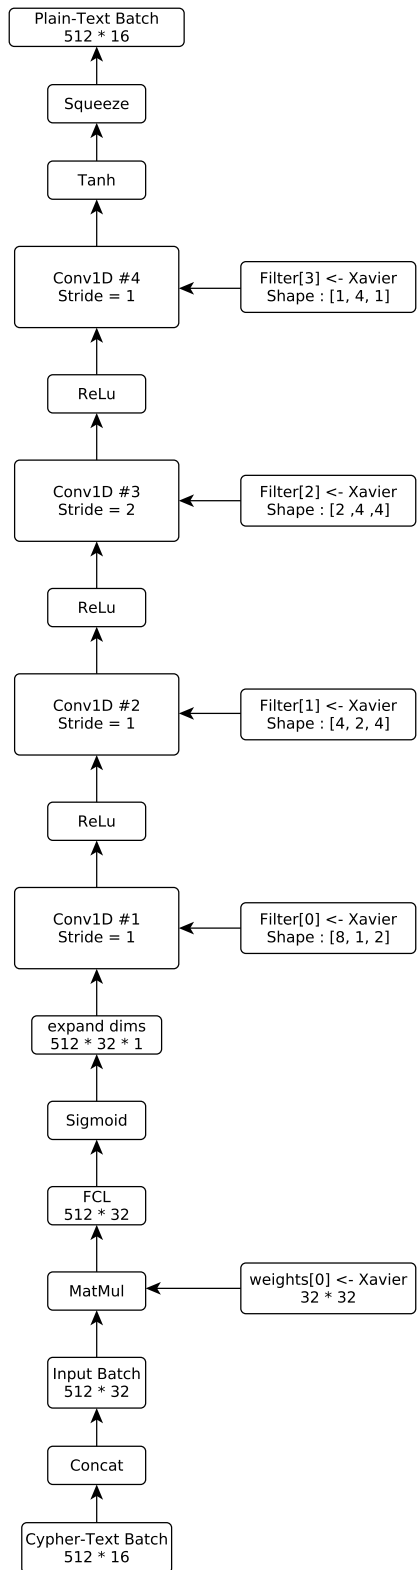 Plain-Text Batch
512 * 16
Squeeze
Tanh
Conv1D #4
Stride = 1
Filter[3] <- Xavier
Shape : [1, 4, 1]
ReLu
Conv1D #3
Stride = 2
Filter[2] <- Xavier
Shape : [2 ,4 ,4]
ReLu
Conv1D #2
Stride = 1
Filter[1] <- Xavier
Shape : [4, 2, 4]
ReLu
Conv1D #1
Stride = 1
Filter[0] <- Xavier
Shape : [8, 1, 2]
expand dims
512 * 32 * 1
Sigmoid
FCL
512 * 32
MatMul
weights[0] <- Xavier
32 * 32
Input Batch
512 * 32
Concat
Cypher-Text Batch
512 * 16